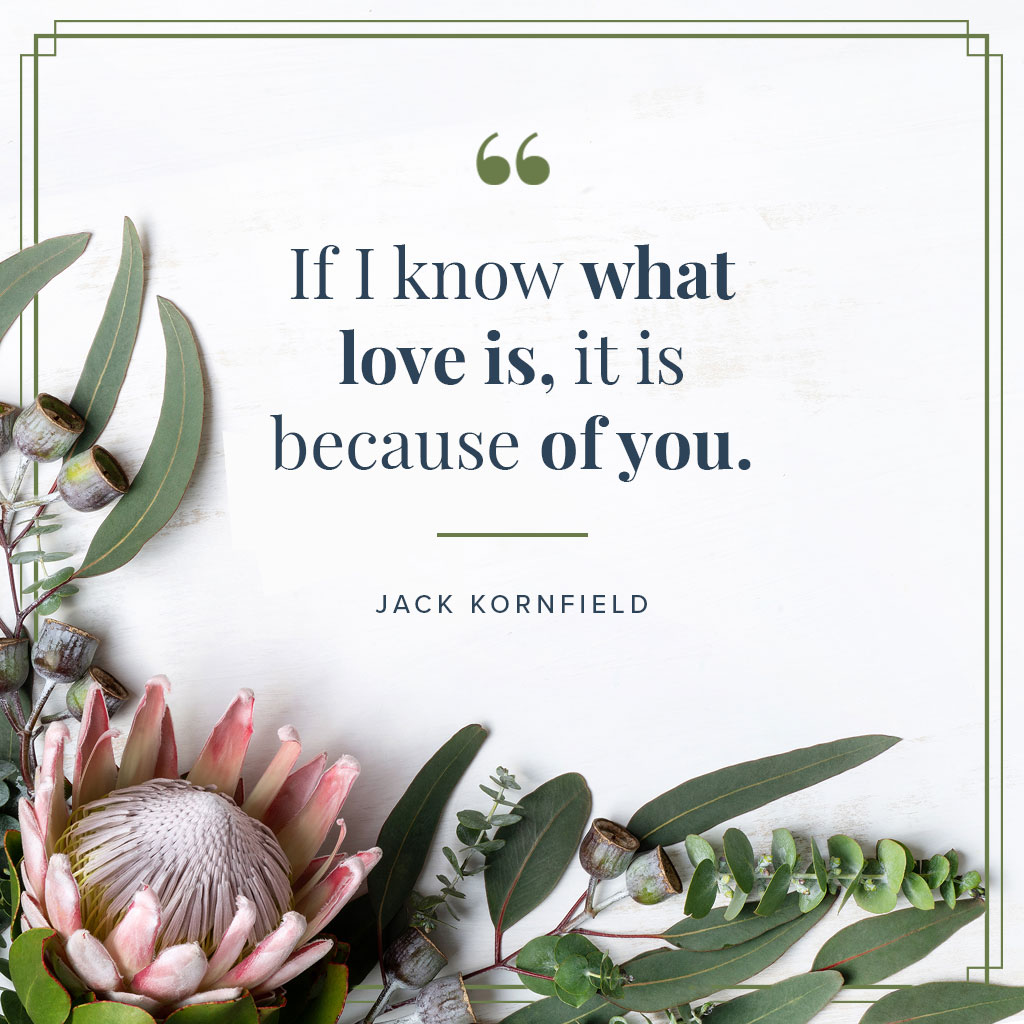 “
If I know what
love is, it is
because of you.
JACK KORNFIELD